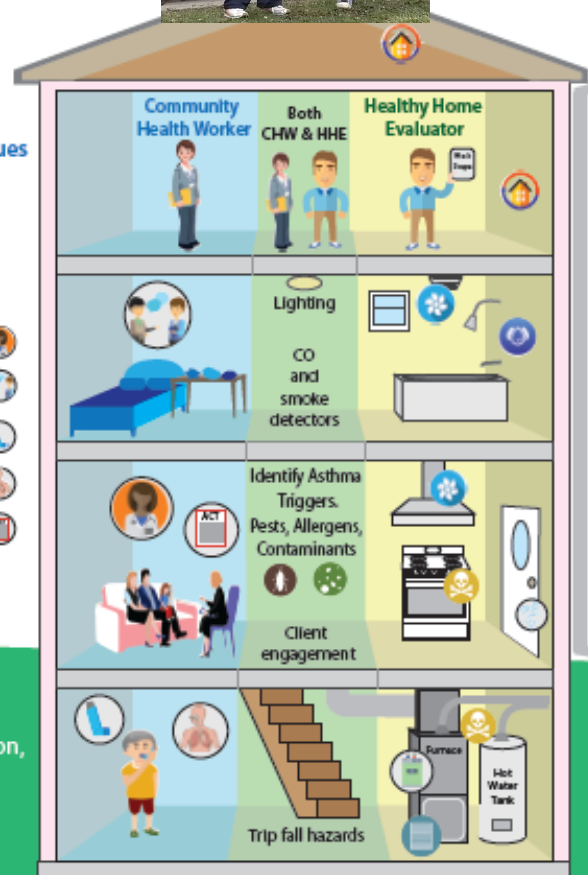 Community
Health Worker
Both
CHW & HHE
Healthy Home
Evaluator
ues
Lighting
CO
and
smoke
detectors
Identify Asthma
Triggers.
Pests, Allergens,
Contaminants
ACT
Client
engagement
on,
Furnace
Hot
Water
Tank
Trip fall hazards